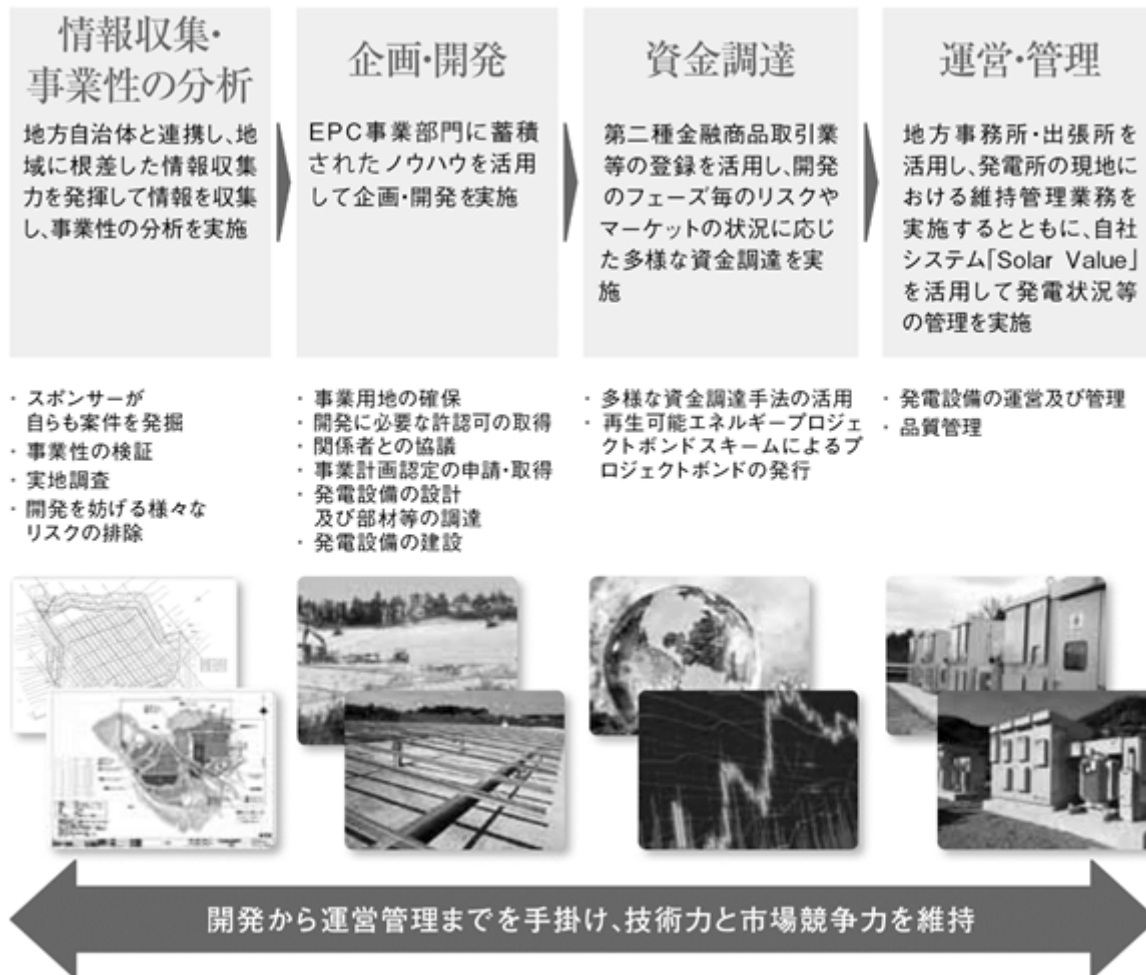 情報収集・
事業性の分析
地方自治体と連携し、地
域に根差した情報収集
力を発揮して情報を収集
し、事業性の分析を実施
企画・開発
EPC事業部門に蓄積
されたノウハウを活用
して企画・開発を実施
資金調達
第二種金融商品取引業
等の登録を活用し、開発
のフェーズ毎のリスクや
マーケットの状況に応じ
た多様な資金調達を実
施
運営・管理
地方事務所・出張所を
活用し、発電所の現地に
おける維持管理業務を
実施するとともに、自社
システム「Solar Value」
を活用して発電状況等
の管理を実施
・ スポンサーが
自らも案件を発掘
・ 事業性の検証
・ 実地調査
・ 開発を妨げる様々な
リスクの排除
・ 事業用地の確保
・ 開発に必要な許認可の取得
・ 関係者との協議
・ 事業計画認定の申請・取得
・ 発電設備の設計
及び部材等の調達
・ 発電設備の建設
・ 多様な資金調達手法の活用
・ 再生可能エネルギープロジェ
クトボンドスキームによるプ
ロジェクトボンドの発行
・ 発電設備の運営及び管理
・ 品質管理
開発から運営管理までを手掛け、技術力と市場競争力を維持